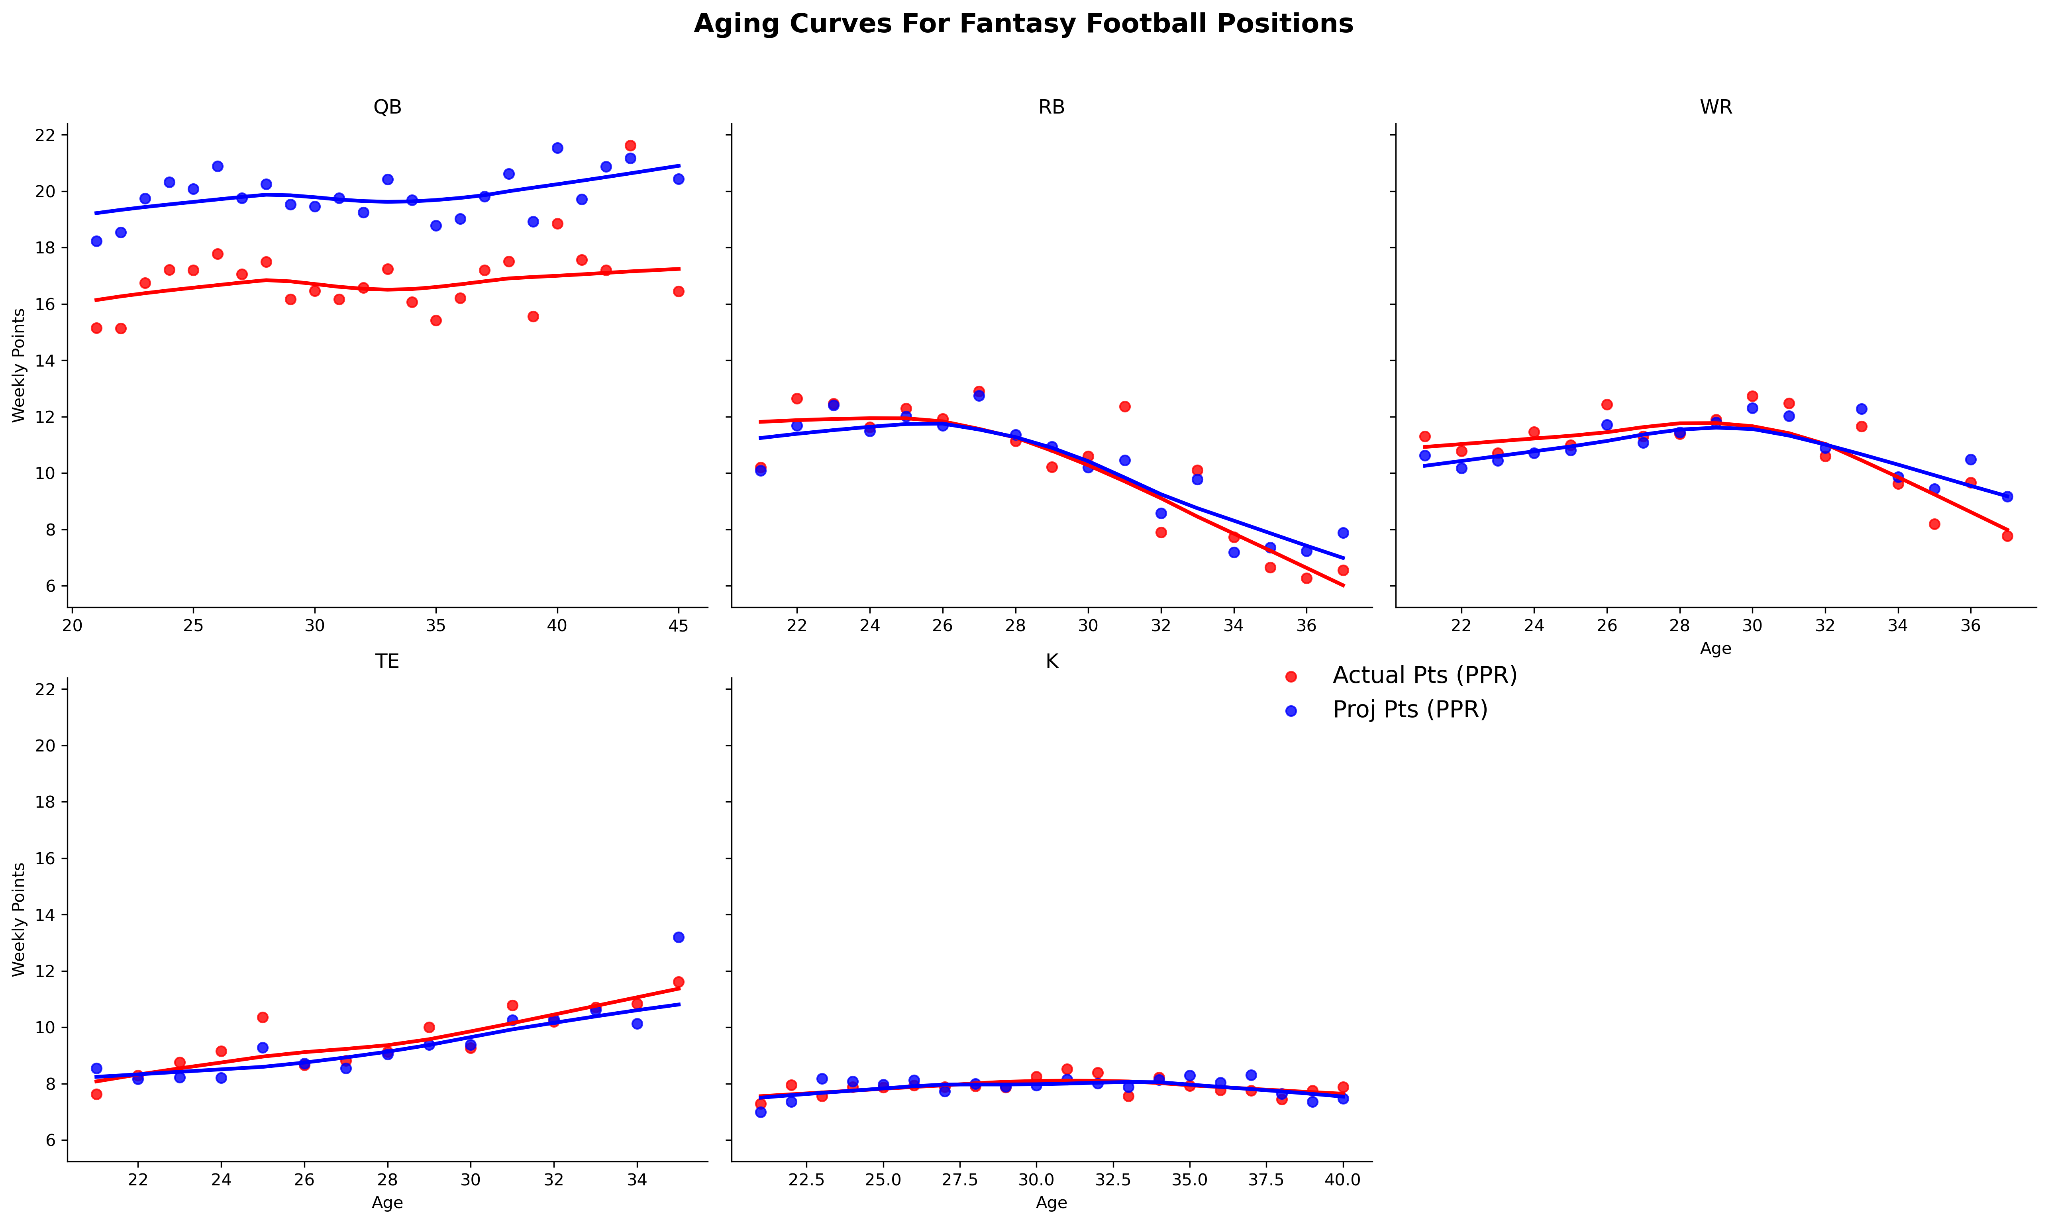 Aging Curves For Fantasy Football Positions
QB
RB
WR
22
20
18
16
14
12
10
8
6
Weekly Points
20 25 30 35 40 45
22 24 26 28 30 32 34 36
22 24 26 28 30 32 34 36
Age
TE
K
Actual Pts (PPR)
Proj Pts (PPR)
22
20
18
16
14
12
10
8
6
Weekly Points
22 24 26 28 30 32 34
Age
22.5 25.0 27.5 30.0 32.5 35.0 37.5 40.0
Age